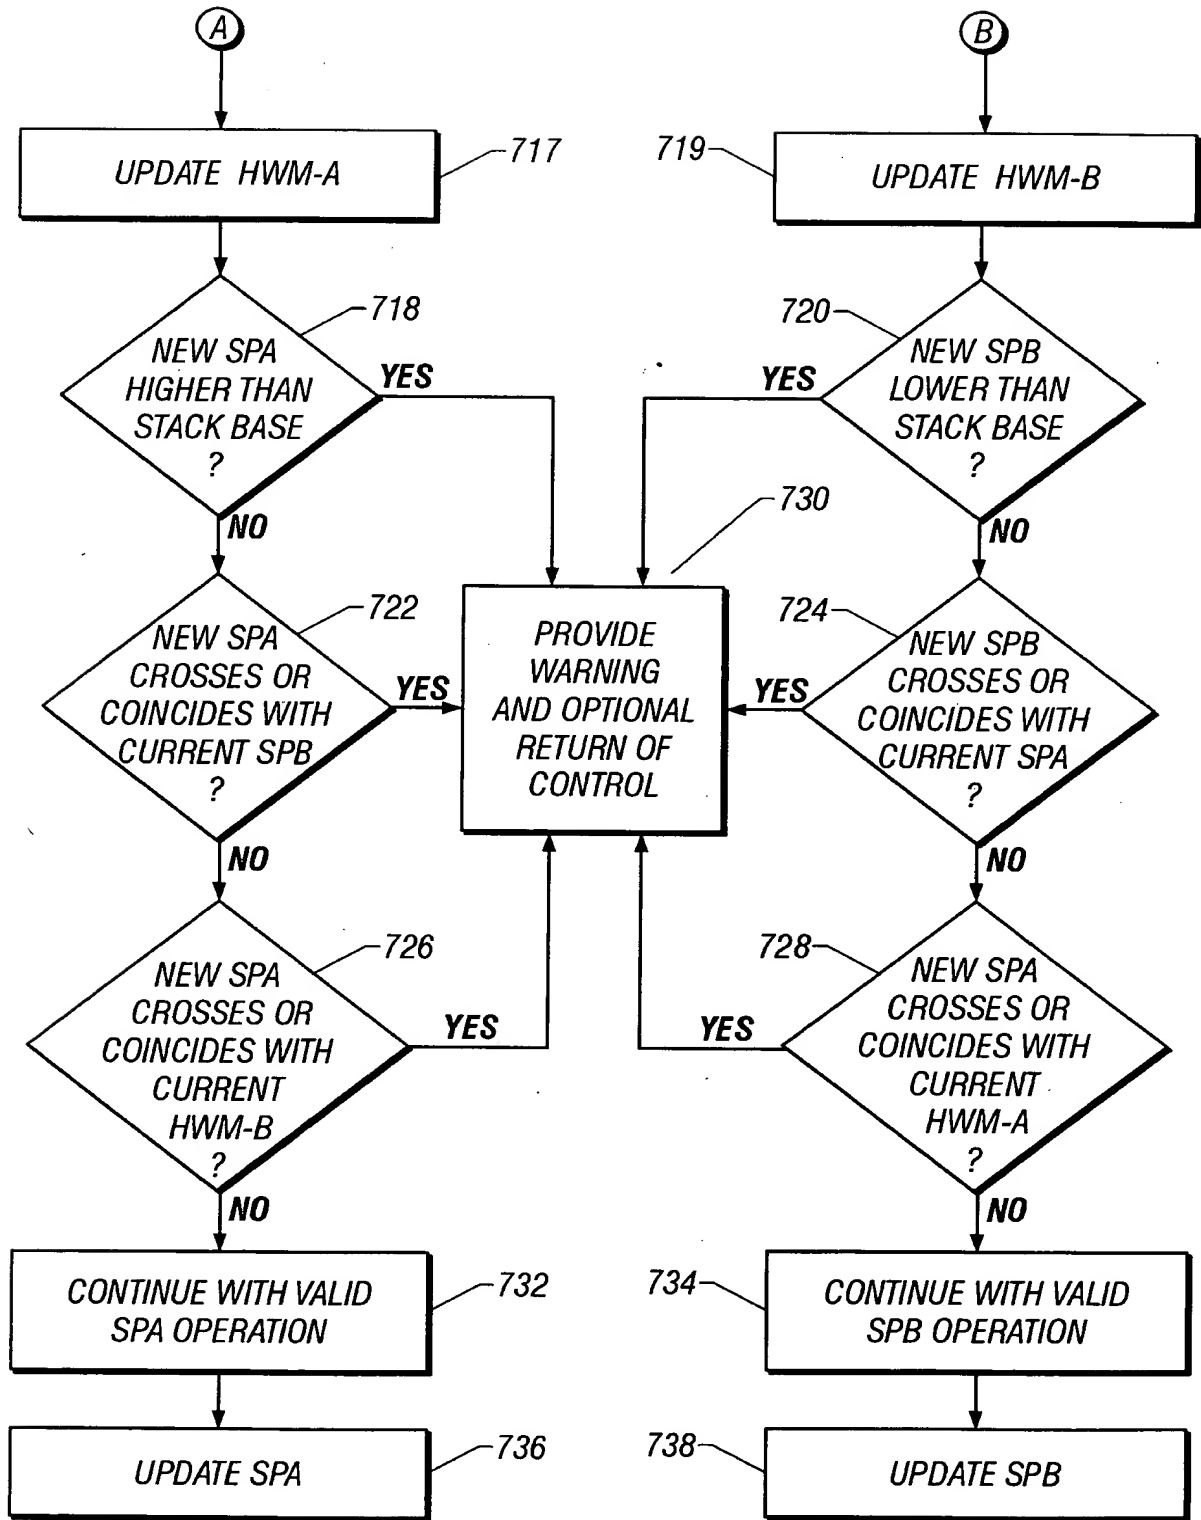 A
UPDATE HWM-A
717
NEW SPA
HIGHER THAN
STACK BASE
?
718
YES
NO
NEW SPA
CROSSES OR
COINCIDES WITH
CURRENT SPB
?
722
YES
NO
NEW SPA
CROSSES OR
COINCIDES WITH
CURRENT
HWM-B
?
726
YES
NO
CONTINUE WITH VALID
SPA OPERATION
732
UPDATE SPA
736
PROVIDE
WARNING
AND OPTIONAL
RETURN OF
CONTROL
730
B
UPDATE HWM-B
719
NEW SPB
LOWER THAN
STACK BASE
?
720
YES
NO
NEW SPB
CROSSES OR
COINCIDES WITH
CURRENT SPA
?
724
YES
NO
NEW SPA
CROSSES OR
COINCIDES WITH
CURRENT
HWM-A
?
728
YES
NO
CONTINUE WITH VALID
SPB OPERATION
734
UPDATE SPB
738